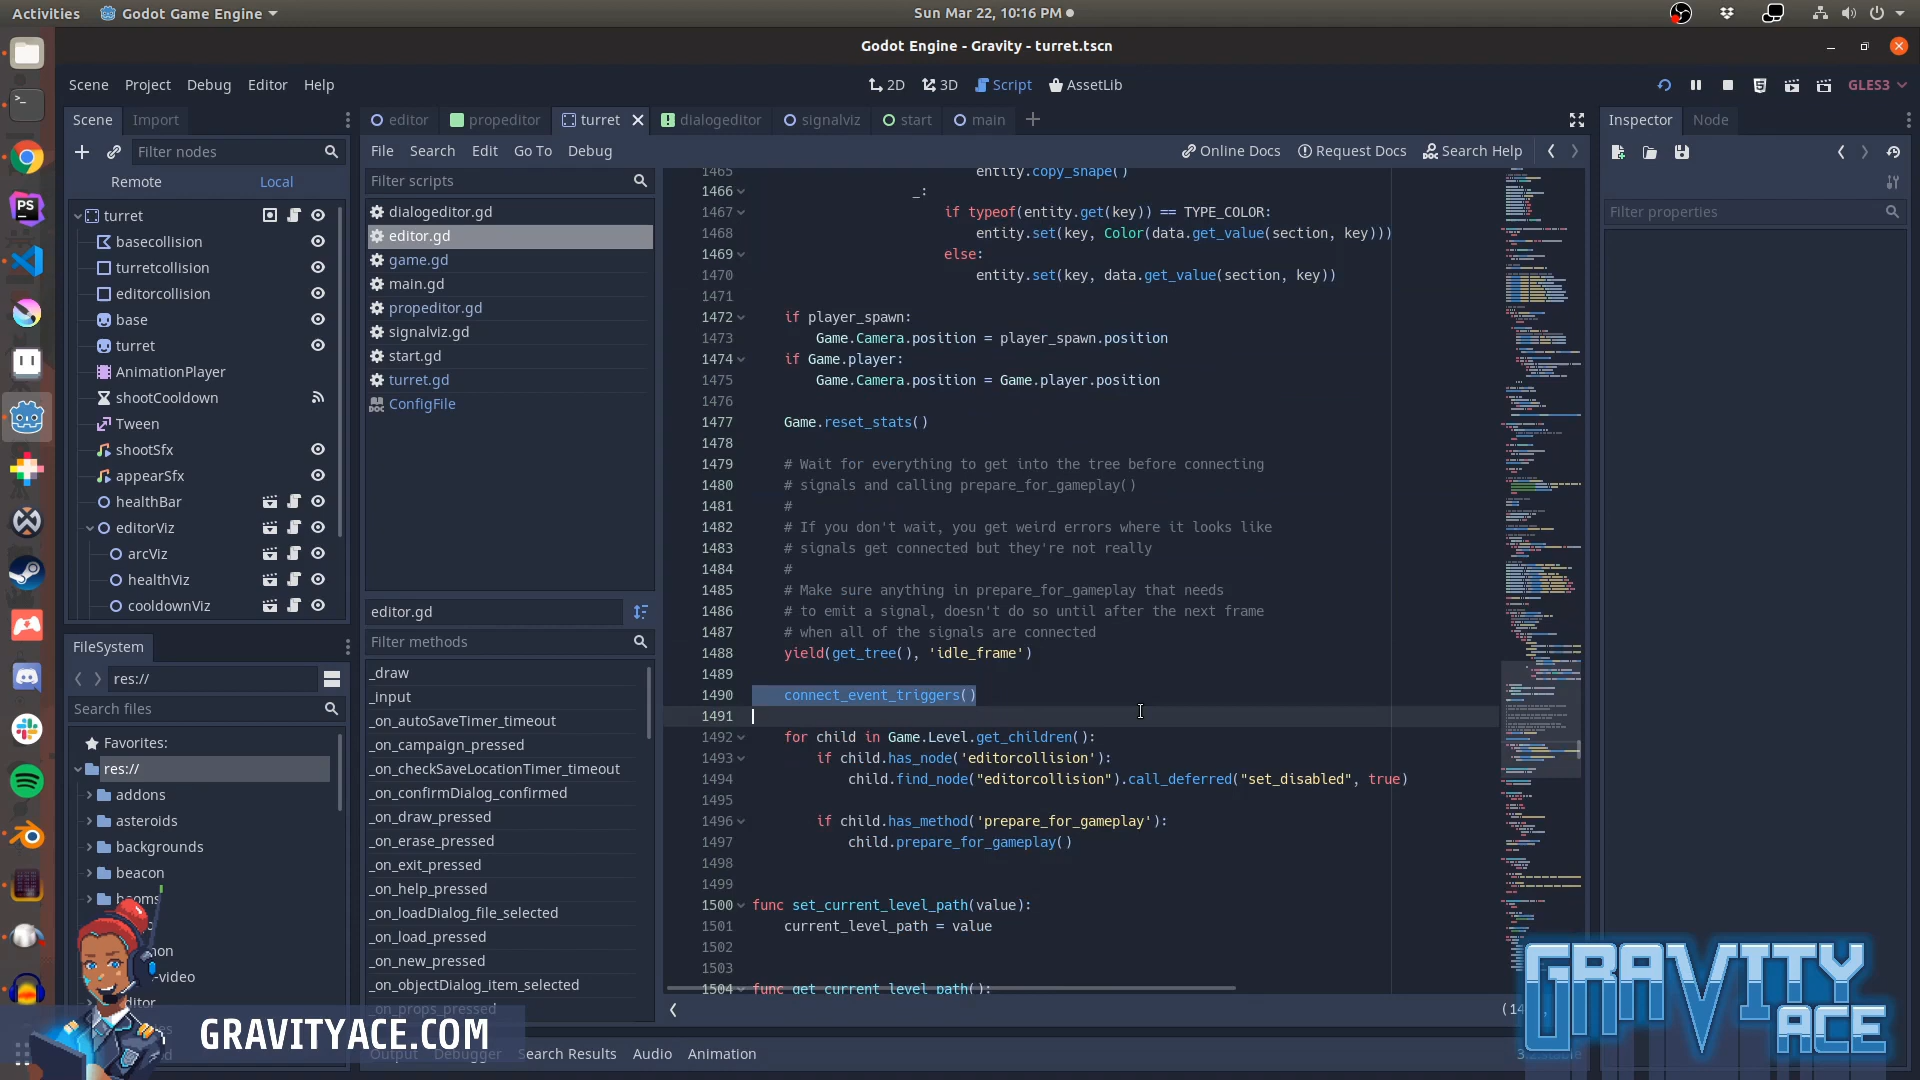 Activities
Godot Game Engine
Sun Mar 22, 10:16 PM
Godot Engine - Gravity - turret.tscn
Scene Project Debug Editor Help
2D 3D Script AssetLib
GLES3
Scene Import
Filter nodes
Remote Local
turret
basecollision
turretcollision
editorcollision
base
turret
AnimationPlayer
shootCooldown
Tween
shootSfx
appearSfx
healthBar
editorViz
arcViz
healthViz
cooldownViz
FileSystem
res://
Search files
Favorites:
res://
addons
asteroids
backgrounds
beacon
editor propeditor turret dialogeditor signalviz start main
File Search Edit Go To Debug
Online Docs Request Docs Search Help
Filter scripts
dialogeditor.gd
editor.gd
game.gd
main.gd
propeditor.gd
signalviz.gd
start.gd
turret.gd
ConfigFile
editor.gd
Filter methods
_draw
_input
_on_autoSaveTimer_timeout
_on_campaign_pressed
_on_checkSaveLocationTimer_timeout
_on_confirmDialog_confirmed
_on_draw_pressed
_on_erase_pressed
_on_exit_pressed
_on_help_pressed
_on_loadDialog_file_selected
_on_load_pressed
_on_new_pressed
_on_objectDialog_item_selected
_on_props_pressed
1465 entity.copy_shape()
1466 _:
1467 if typeof(entity.get(key)) == TYPE_COLOR:
1468 entity.set(key, Color(data.get_value(section, key)))
1469 else:
1470 entity.set(key, data.get_value(section, key))
1471
1472 if player_spawn:
1473 Game.Camera.position = player_spawn.position
1474 if Game.player:
1475 Game.Camera.position = Game.player.position
1476
1477 Game.reset_stats()
1478
1479 # Wait for everything to get into the tree before connecting
1480 # signals and calling prepare_for_gameplay()
1481 #
1482 # If you don't wait, you get weird errors where it looks like
1483 # signals get connected but they're not really
1484 #
1485 # Make sure anything in prepare_for_gameplay that needs
1486 # to emit a signal, doesn't do so until after the next frame
1487 # when all of the signals are connected
1488 yield(get_tree(), 'idle_frame')
1489
1490 connect_event_triggers()
1491
1492 for child in Game.Level.get_children():
1493 if child.has_node('editorcollision'):
1494 child.find_node("editorcollision").call_deferred("set_disabled", true)
1495
1496 if child.has_method('prepare_for_gameplay'):
1497 child.prepare_for_gameplay()
1498
1499
1500 func set_current_level_path(value):
1501 current_level_path = value
1502
1503
1504 func get_current_level_path():
Output Debugger Search Results Audio Animation
Inspector Node
Filter properties
GRAVITYACE.COM
GRAVITY
ACE